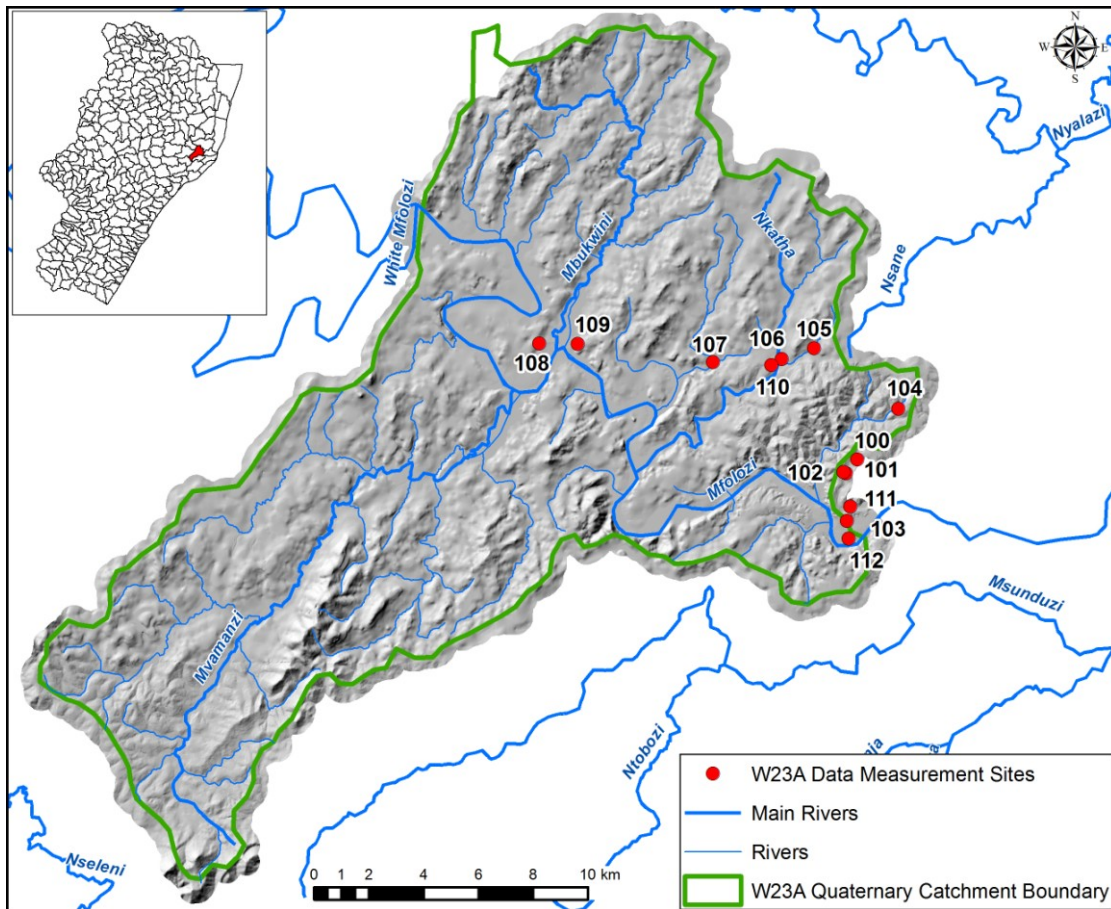 N
W E
S
Nyalazi
White Mfolozi
Mbukwini
Nkatha
Nsane
108
109
107
106
105
110
104
100
102
101
Mfolozi
111
103
112
Msunduzi
Mvamanzi
Ntobozi
Nseleni
W23A Data Measurement Sites
Main Rivers
Rivers
W23A Quaternary Catchment Boundary
0 1 2 4 6 8 10 km